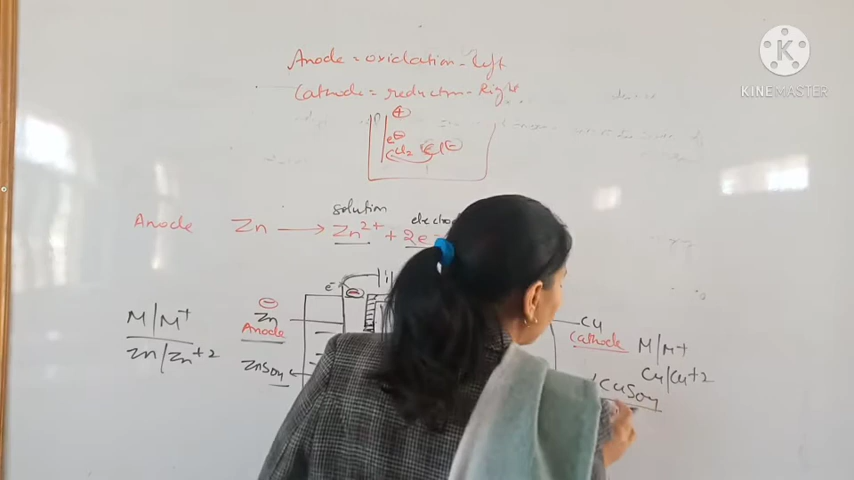 Anode = oxidation - Left
Cathode = reduction - Right
KINEMASTER
Anode Zn → Zn²⁺ + 2e
solution
Zn
Anode
ZnSO4
M/M+
Zn/Zn+2
Cu
Cathode
M/M+
Cu/Cu+2
CuSO4